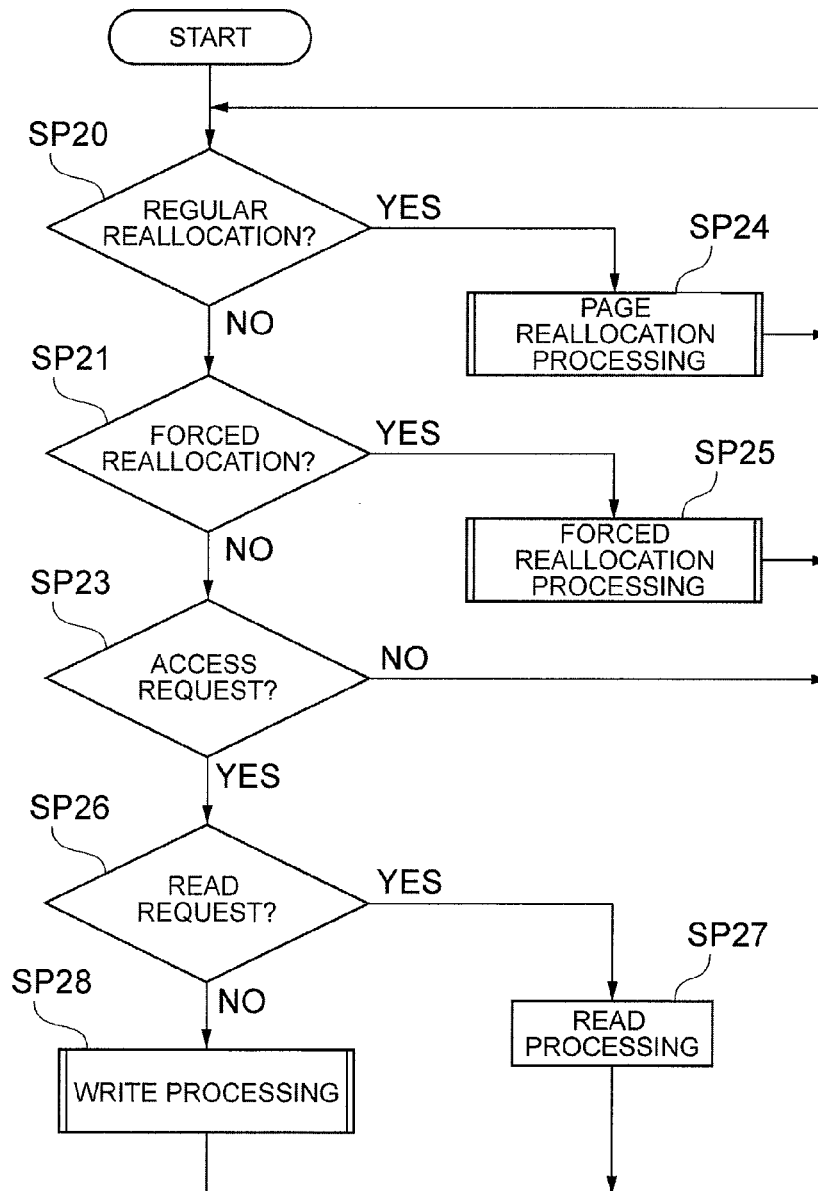 START
SP20
REGULAR
REALLOCATION?
YES
SP24
PAGE
REALLOCATION
PROCESSING
NO
SP21
FORCED
REALLOCATION?
YES
SP25
FORCED
REALLOCATION
PROCESSING
NO
SP23
ACCESS
REQUEST?
NO
YES
SP26
READ
REQUEST?
YES
SP27
READ
PROCESSING
NO
SP28
WRITE PROCESSING